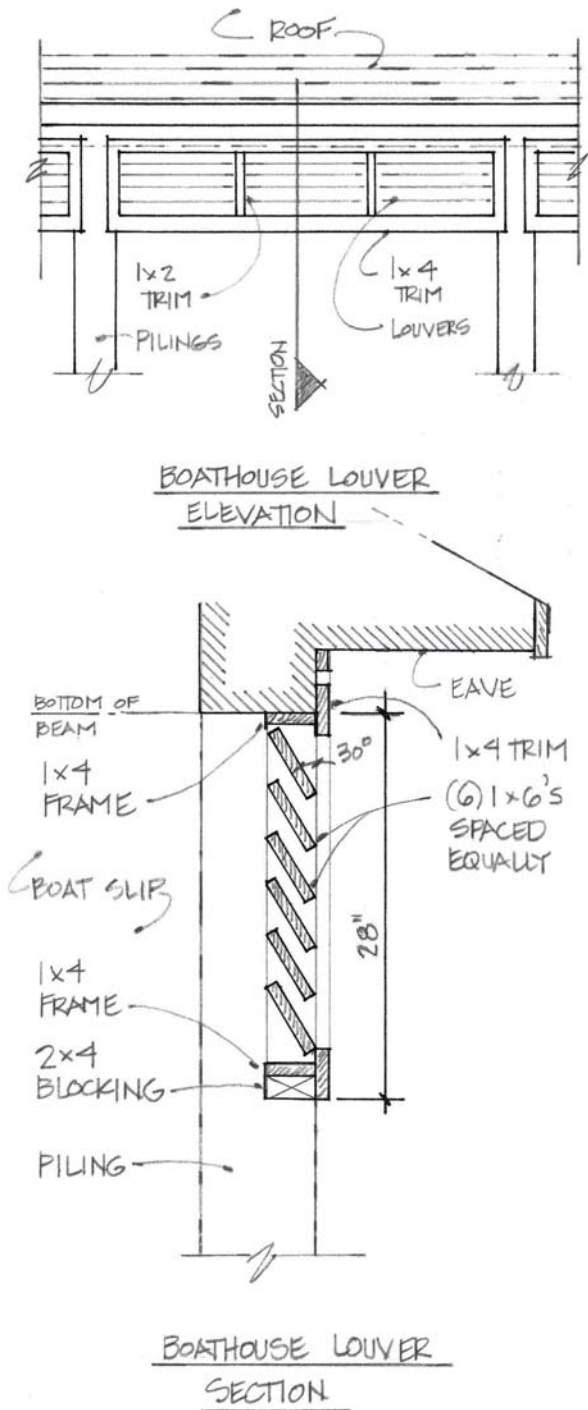 ROOF
1x2
TRIM
1x4
TRIM
PILINGS
LOUVERS
SECTION
BOATHOUSE LOUVER
ELEVATION
EAVE
BOTTOM OF
BEAM
1x4
FRAME
30°
1x4 TRIM
(6) 1x6's
SPACED
EQUALLY
BOAT SLIP
28"
1x4
FRAME
2x4
BLOCKING
PILING
BOATHOUSE LOUVER
SECTION